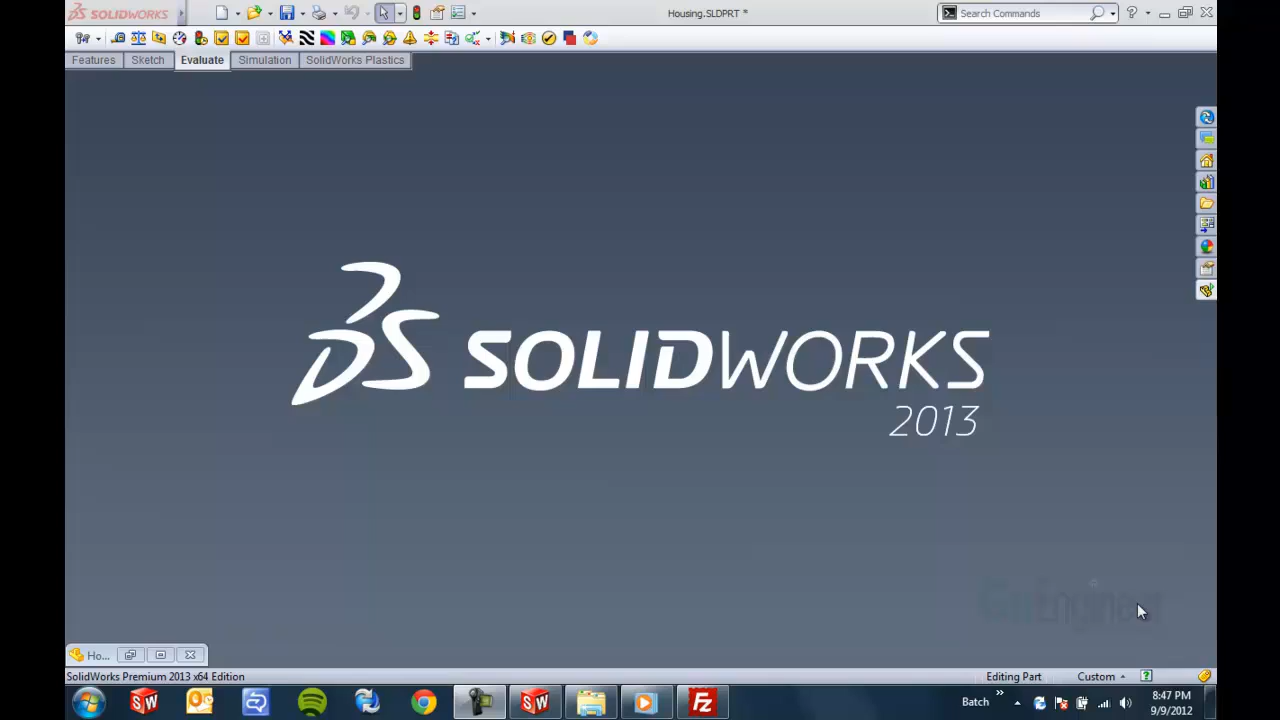 SOLIDWORKS
Housing.SLDPRT *
Search Commands
Features
Sketch
Evaluate
Simulation
SolidWorks Plastics
SOLIDWORKS
2013
GoEngineer
Ho...
SolidWorks Premium 2013 x64 Edition
Editing Part
Custom
Batch
8:47 PM
9/9/2012